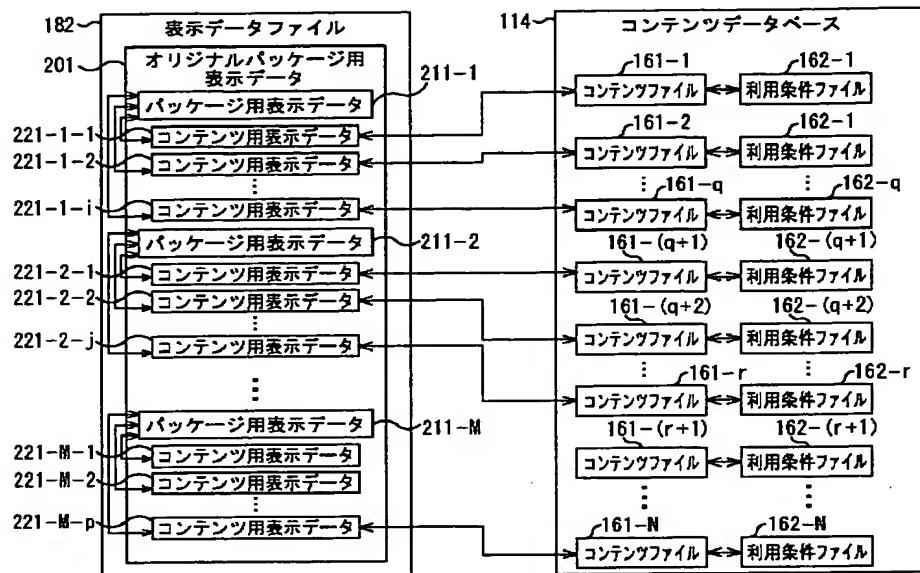 182
表示データファイル
201
オリジナルパッケージ用
表示データ
パッケージ用表示データ
211-1
221-1-1
コンテンツ用表示データ
221-1-2
コンテンツ用表示データ
221-1-i
コンテンツ用表示データ
パッケージ用表示データ
211-2
221-2-1
コンテンツ用表示データ
221-2-2
コンテンツ用表示データ
221-2-j
コンテンツ用表示データ
パッケージ用表示データ
211-M
221-M-1
コンテンツ用表示データ
221-M-2
コンテンツ用表示データ
221-M-p
コンテンツ用表示データ
114
コンテンツデータベース
161-1 162-1
コンテンツファイル 利用条件ファイル
161-2 162-1
コンテンツファイル 利用条件ファイル
161-q 162-q
コンテンツファイル 利用条件ファイル
161-(q+1) 162-(q+1)
コンテンツファイル 利用条件ファイル
161-(q+2) 162-(q+2)
コンテンツファイル 利用条件ファイル
161-r 162-r
コンテンツファイル 利用条件ファイル
161-(r+1) 162-(r+1)
コンテンツファイル 利用条件ファイル
161-N 162-N
コンテンツファイル 利用条件ファイル